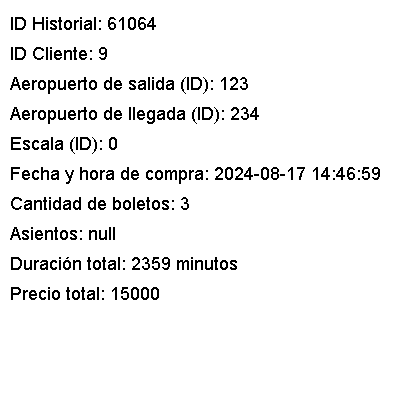 ID Historial: 61064
ID Cliente: 9
Aeropuerto de salida (ID): 123
Aeropuerto de llegada (ID): 234
Escala (ID): 0
Fecha y hora de compra: 2024-08-17 14:46:59
Cantidad de boletos: 3
Asientos: null
Duración total: 2359 minutos
Precio total: 15000